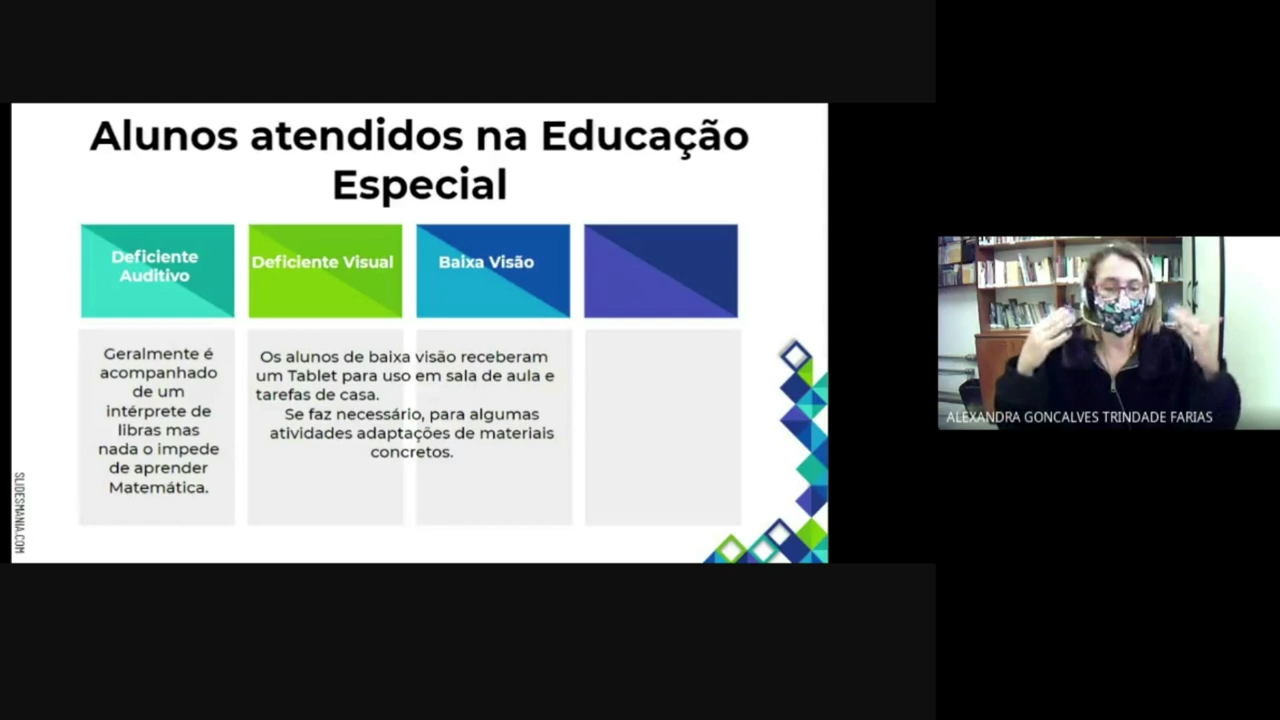 Alunos atendidos na Educação
Especial
Deficiente
Auditivo
Deficiente Visual
Baixa Visão
Geralmente é
acompanhado
de um
intérprete de
libras mas
nada o impede
de aprender
Matemática.
Os alunos de baixa visão receberam
um Tablet para uso em sala de aula e
tarefas de casa.
Se faz necessário, para algumas
atividades adaptações de materiais
concretos.
SLIDESMANIA.COM
ALEXANDRA GONCALVES TRINDADE FARIAS